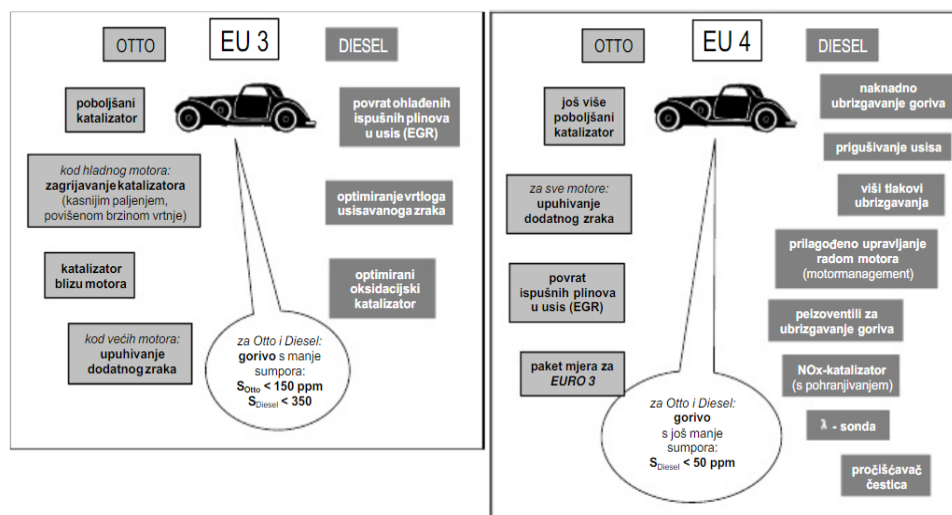 OTTO
EU 3
DIESEL
poboljšani
katalizator
kod hladnog motora:
zagrijavanje katalizatora
(kasnijim paljenjem,
povišenom brzinom vrtnje)
katalizator
blizu motora
kod većih motora:
upuhivanje
dodatnog zraka
povrat ohlađenih
ispušnih plinova
u usis (EGR)
optimiranje vrtloga
usisavanoga zraka
optimirani
oksidacijski
katalizator
za Otto i Diesel:
gorivo s manje
sumpora:
SOtto < 150 ppm
SDiesel < 350
OTTO
EU 4
DIESEL
još više
poboljšani
katalizator
za sve motore:
upuhivanje
dodatnog zraka
povrat
ispušnih plinova
u usis (EGR)
paket mjera za
EURO 3
naknadno
ubrizgavanje goriva
prigušivanje usisa
viši tlakovi
ubrizgavanja
prilagođeno upravljanje
radom motora
(motormanagement)
peizoventili za
ubrizgavanje goriva
NOx-katalizator
(s pohranjivanjem)
λ - sonda
pročišćavač
čestica
za Otto i Diesel:
gorivo
s još manje
sumpora:
SDiesel < 50 ppm